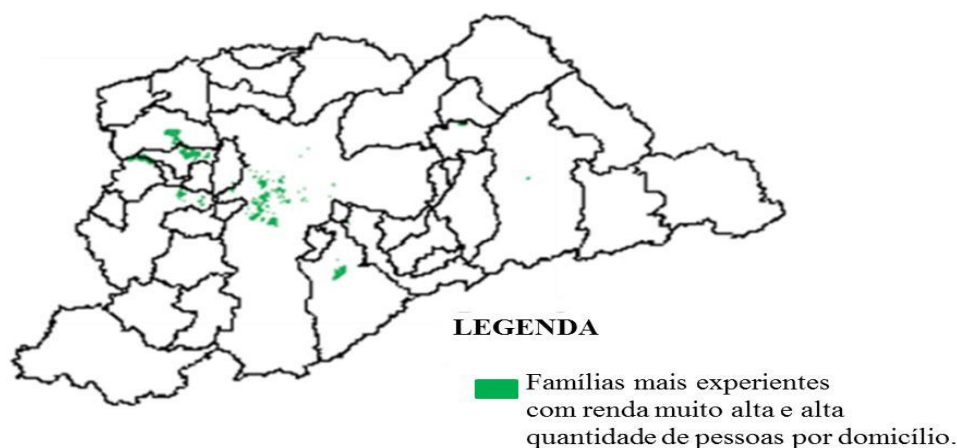 LEGENDA
Famílias mais experientes
com renda muito alta e alta
quantidade de pessoas por domicílio.